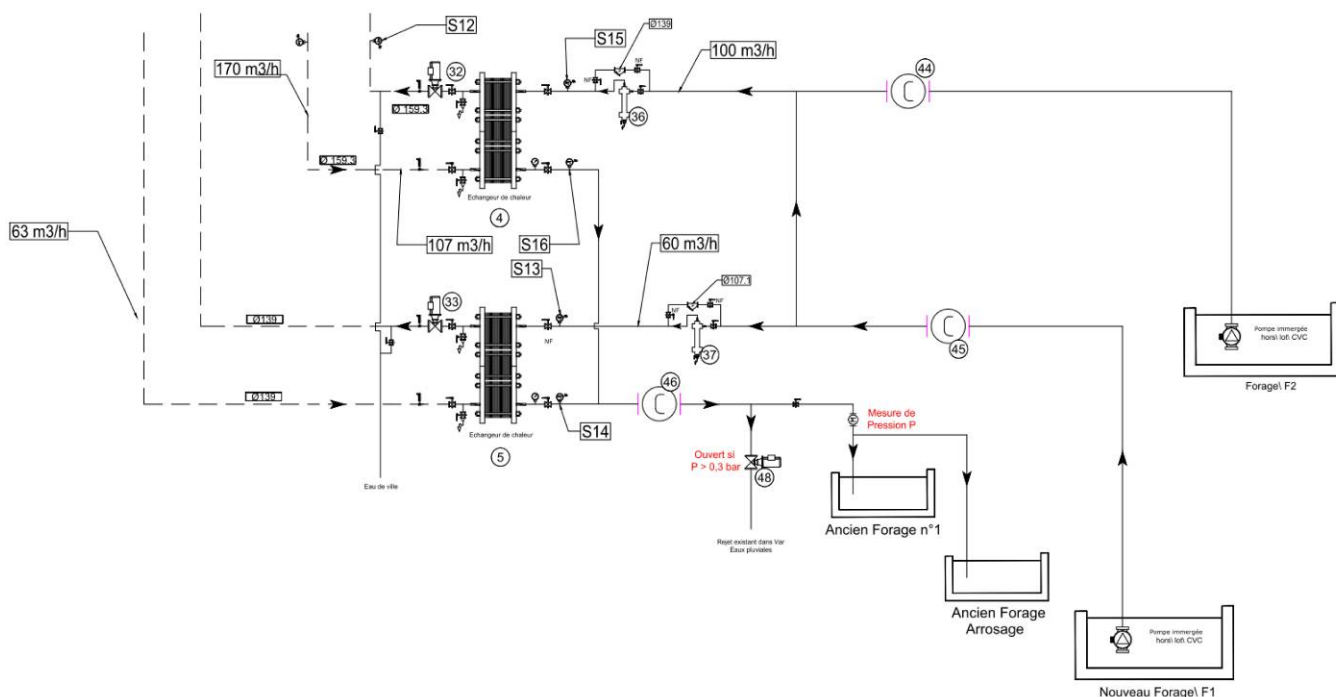 S12
S15
Ø139
100 m3/h
44
170 m3/h
32
NF
NF
Ø 159.3
36
Ø 159.3
Echangeur de chaleur
4
63 m3/h
107 m3/h
S16
60 m3/h
S13
Ø107.1
33
NF
NF
Ø139
NF
37
45
Pompe immergée
hors\ lot\ CVC
Forage\ F2
46
Ø139
Mesure de
Pression P
S14
Echangeur de chaleur
5
Ouvert si
P > 0,3 bar
48
Eau de ville
Ancien Forage n°1
Rejet existant dans Var
Eaux pluviales
Ancien Forage
Arrosage
Pompe immergée
hors\ lot\ CVC
Nouveau Forage\ F1